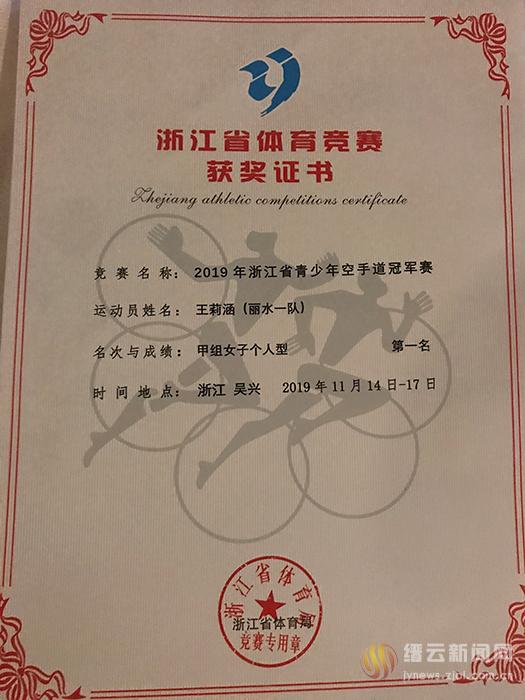 浙江省体育竞赛
获奖证书
Zhejiang athletic competitions certificate
竞赛名称： 2019年浙江省青少年空手道冠军赛
运动员姓名： 王莉涵（丽水一队）
名次与成绩： 甲组女子个人型 第一名
时间地点： 浙江 吴兴 2019年11月14日-17日
浙江省体育局
浙江省体育局
竞赛专用章
缙云新闻网
jynews.zjol.com.cn